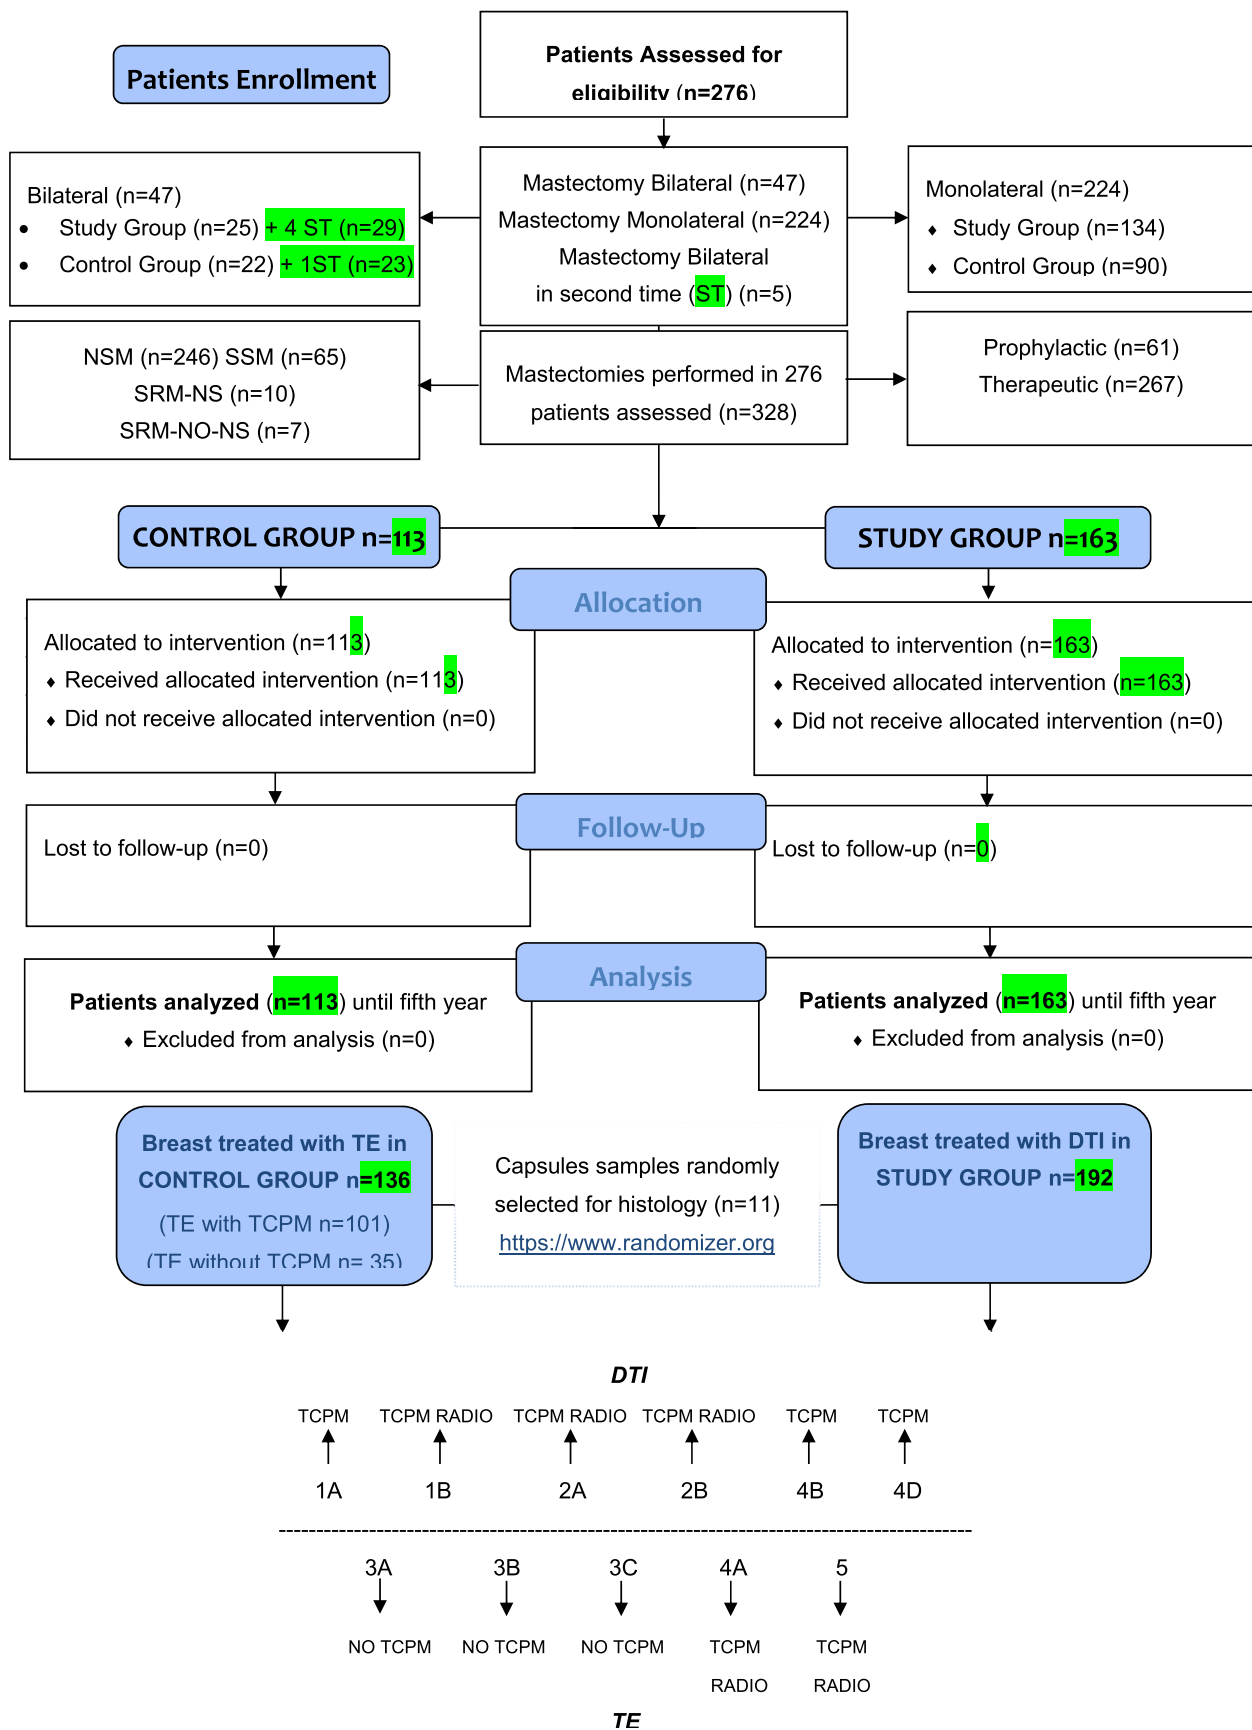 Patients Enrollment
Patients Assessed for
eligibility (n=276)
Bilateral (n=47)
• Study Group (n=25) + 4 ST (n=29)
• Control Group (n=22) + 1ST (n=23)
Mastectomy Bilateral (n=47)
Mastectomy Monolateral (n=224)
Mastectomy Bilateral
in second time (ST) (n=5)
Monolateral (n=224)
♦ Study Group (n=134)
♦ Control Group (n=90)
NSM (n=246) SSM (n=65)
SRM-NS (n=10)
SRM-NO-NS (n=7)
Mastectomies performed in 276
patients assessed (n=328)
Prophylactic (n=61)
Therapeutic (n=267)
CONTROL GROUP n=113
STUDY GROUP n=163
Allocation
Allocated to intervention (n=113)
♦ Received allocated intervention (n=113)
♦ Did not receive allocated intervention (n=0)
Allocated to intervention (n=163)
♦ Received allocated intervention (n=163)
♦ Did not receive allocated intervention (n=0)
Follow-Up
Lost to follow-up (n=0)
Lost to follow-up (n=0)
Analysis
Patients analyzed (n=113) until fifth year
♦ Excluded from analysis (n=0)
Patients analyzed (n=163) until fifth year
♦ Excluded from analysis (n=0)
Breast treated with TE in
CONTROL GROUP n=136
(TE with TCPM n=101)
(TE without TCPM n= 35)
Capsules samples randomly
selected for histology (n=11)
https://www.randomizer.org
Breast treated with DTI in
STUDY GROUP n=192
DTI
TCPM TCPM RADIO TCPM RADIO TCPM RADIO TCPM TCPM
1A 1B 2A 2B 4B 4D
3A 3B 3C 4A 5
NO TCPM NO TCPM NO TCPM TCPM TCPM
RADIO RADIO
TE